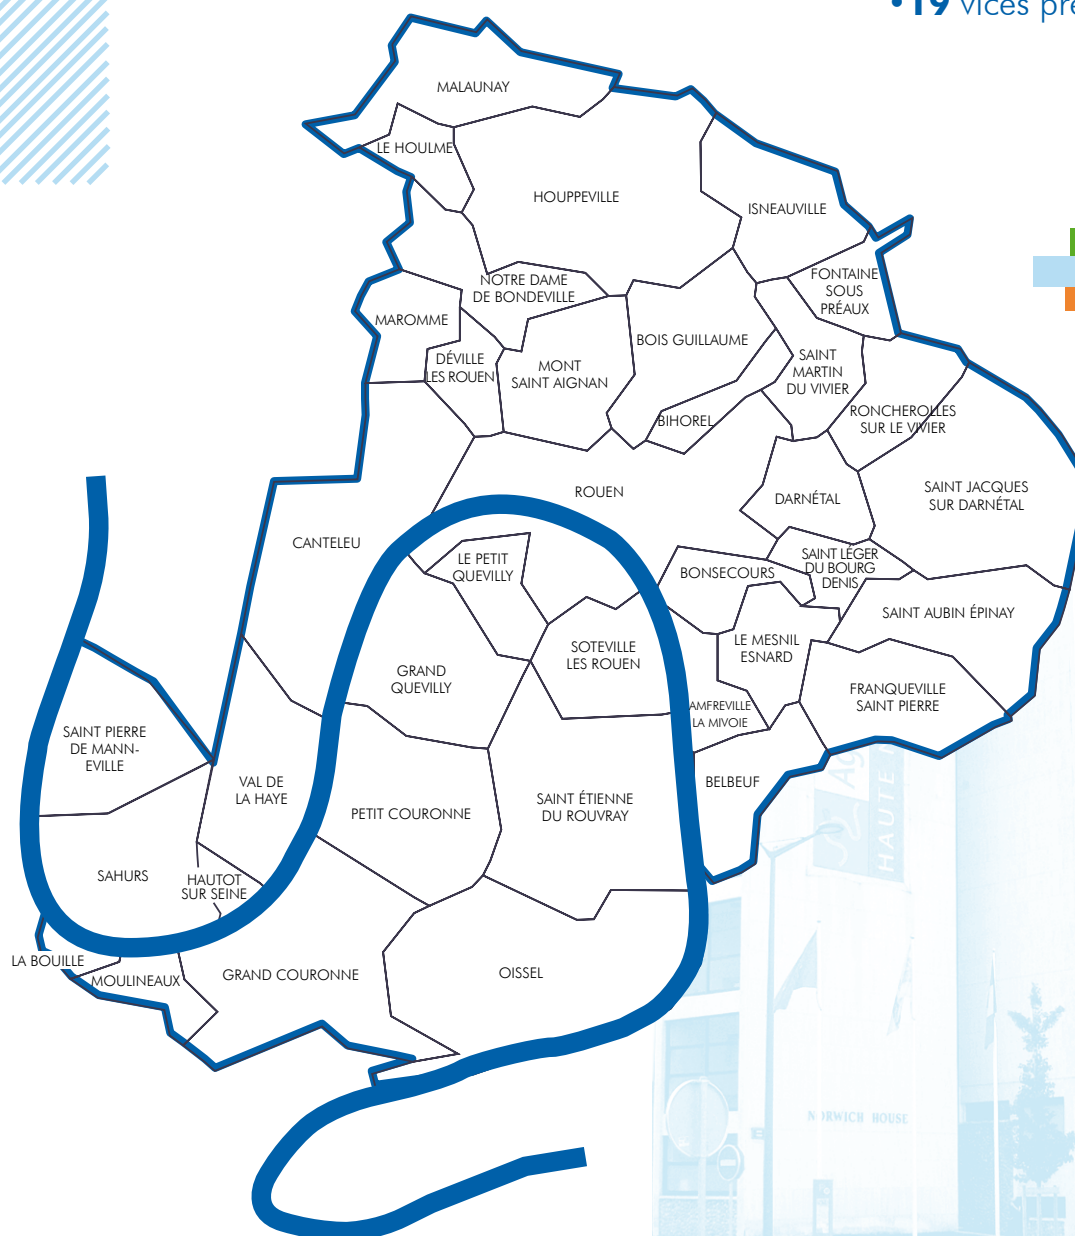 •19 vices pré
MALAUNAY
LE HOULME
HOUPPEVILLE
ISNEAUVILLE
NOTRE DAME
DE BONDEVILLE
FONTAINE
SOUS
PRÉAUX
MAROMME
BOIS GUILLAUME
DÉVILLE
LES ROUEN
MONT
SAINT AIGNAN
SAINT
MARTIN
DU VIVIER
BIHOREL
RONCHEROLLES
SUR LE VIVIER
ROUEN
DARNÉTAL
SAINT JACQUES
SUR DARNÉTAL
CANTELEU
LE PETIT
QUEVILLY
BONSECOURS
SAINT LÉGER
DU BOURG
DENIS
SAINT AUBIN ÉPINAY
SOTEVILLE
LES ROUEN
LE MESNIL
ESNARD
GRAND
QUEVILLY
FRANQUEVILLE
SAINT PIERRE
AMFREVILLE
LA MIVOIE
SAINT PIERRE
DE MANN-
EVILLE
VAL DE
LA HAYE
BELBEUF
PETIT COURONNE
SAINT ÉTIENNE
DU ROUVRAY
SAHURS
HAUTOT
SUR SEINE
LA BOUILLE
MOULINEAUX
GRAND COURONNE
OISSEL
Ag
HAUTE
NORWICH HOUSE